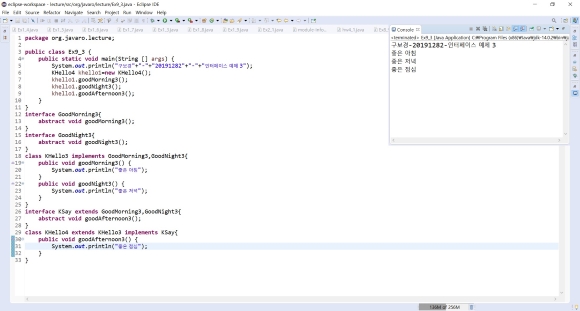 eclipse-workspace - lecture/src/org/javaro/lecture/Ex9_3.java - Eclipse IDE
File Edit Source Refactor Navigate Search Project Run Window Help
Console
1 package org.javaro.lecture;
2
3 public class Ex9_3 {
4 public static void main(String [] args) {
5 System.out.println("구보경"+"-"+"20191282"+"-"+"인터페이스 예제 3");
6 KHello4 khello1=new KHello4();
7 khello1.goodMorning3();
8 khello1.goodNight3();
9 khello1.goodAfternoon3();
10 }
11 }
12 interface GoodMorning3{
13 abstract void goodMorning3();
14 }
15 interface GoodNight3{
16 abstract void goodNight3();
17 }
18 class KHello3 implements GoodMorning3,GoodNight3{
19 public void goodMorning3() {
20 System.out.println("좋은 아침");
21 }
22 public void goodNight3() {
23 System.out.println("좋은 저녁");
24 }
25 }
26 interface KSay extends GoodMorning3,GoodNight3{
27 abstract void goodAfternoon3();
28 }
29 class KHello4 extends KHello3 implements KSay{
30 public void goodAfternoon3() {
31 System.out.println("좋은 점심");
32 }
33 }
구보경-20191282-인터페이스 예제 3
좋은 아침
좋은 저녁
좋은 점심